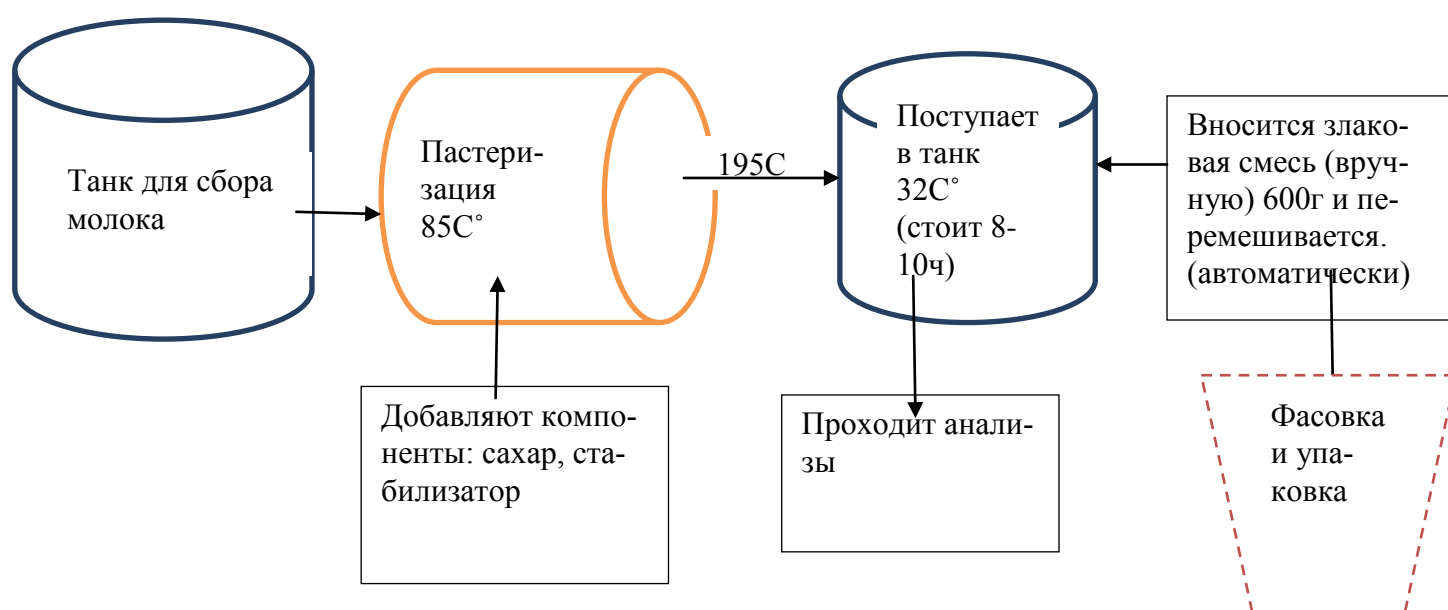 Танк для сбора
молока
Пастери-
зация
85С˚
195С
Поступает
в танк
32С˚
(стоит 8-
10ч)
Вносится злако-
вая смесь (вруч-
ную) 600г и пе-
ремешивается.
(автоматически)
Добавляют компо-
ненты: сахар, ста-
билизатор
Проходит анали-
зы
Фасовка
и упа-
ковка